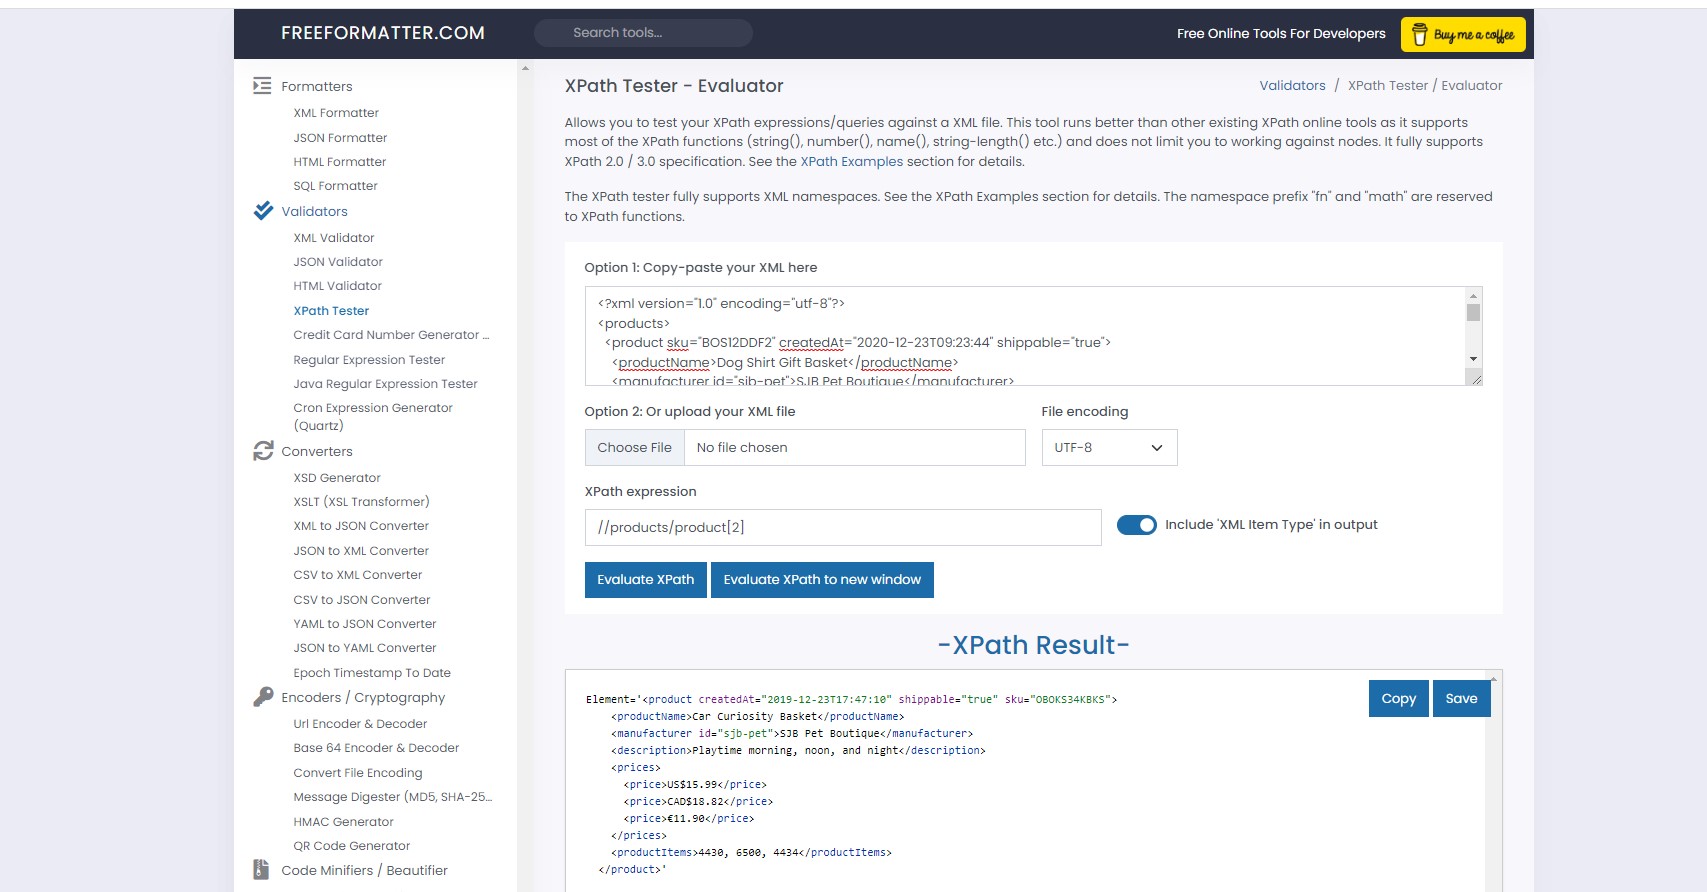 FREEFORMATTER.COM
Search tools...
Free Online Tools For Developers
Buy me a coffee
Formatters
XML Formatter
JSON Formatter
HTML Formatter
SQL Formatter
Validators
XML Validator
JSON Validator
HTML Validator
XPath Tester
Credit Card Number Generator ...
Regular Expression Tester
Java Regular Expression Tester
Cron Expression Generator
(Quartz)
Converters
XSD Generator
XSLT (XSL Transformer)
XML to JSON Converter
JSON to XML Converter
CSV to XML Converter
CSV to JSON Converter
YAML to JSON Converter
JSON to YAML Converter
Epoch Timestamp To Date
Encoders / Cryptography
Url Encoder & Decoder
Base 64 Encoder & Decoder
Convert File Encoding
Message Digester (MD5, SHA-25...
HMAC Generator
QR Code Generator
Code Minifiers / Beautifier
XPath Tester - Evaluator
Validators / XPath Tester / Evaluator
Allows you to test your XPath expressions/queries against a XML file. This tool runs better than other existing XPath online tools as it supports
most of the XPath functions (string(), number(), name(), string-length() etc.) and does not limit you to working against nodes. It fully supports
XPath 2.0 / 3.0 specification. See the XPath Examples section for details.
The XPath tester fully supports XML namespaces. See the XPath Examples section for details. The namespace prefix "fn" and "math" are reserved
to XPath functions.
Option 1: Copy-paste your XML here
<?xml version="1.0" encoding="utf-8"?>
<products>
<product sku="BOS12DDF2" createdAt="2020-12-23T09:23:44" shippable="true">
<productName>Dog Shirt Gift Basket</productName>
<manufacturer id="sjb-pet">SJB Pet Boutique</manufacturer>
Option 2: Or upload your XML file
File encoding
Choose File No file chosen
UTF-8
XPath expression
//products/product[2]
Include 'XML Item Type' in output
Evaluate XPath
Evaluate XPath to new window
-XPath Result-
Copy
Save
Element='<product createdAt="2019-12-23T17:47:10" shippable="true" sku="OBOKS34KBKS">
<productName>Car Curiosity Basket</productName>
<manufacturer id="sjb-pet">SJB Pet Boutique</manufacturer>
<description>Playtime morning, noon, and night</description>
<prices>
<price>US$15.99</price>
<price>CAD$18.82</price>
<price>€11.90</price>
</prices>
<productItems>4430, 6500, 4434</productItems>
</product>'